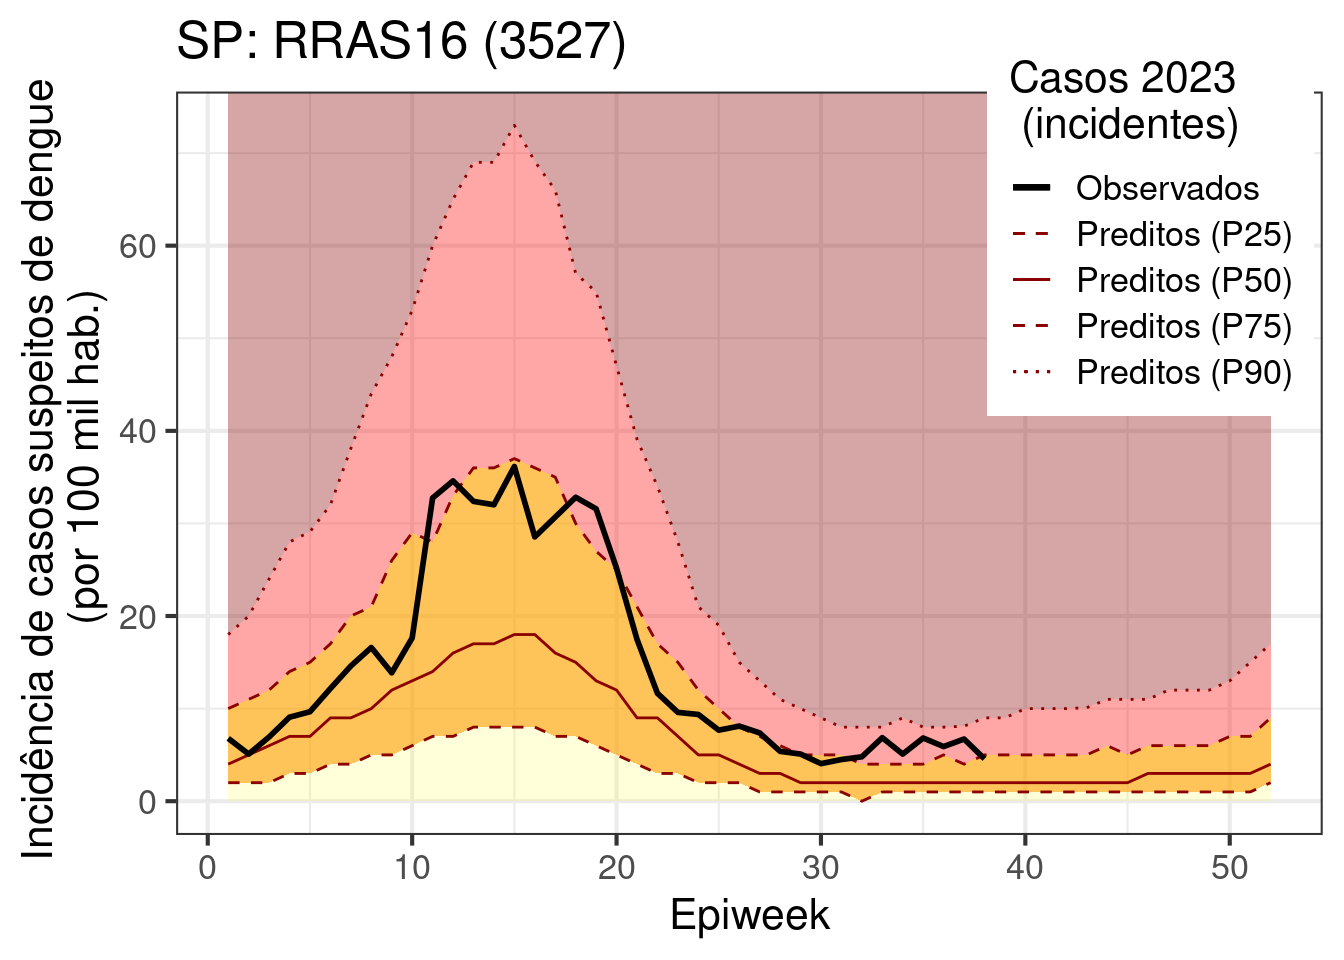 SP: RRAS16 (3527)
Incidência de casos suspeitos de dengue
(por 100 mil hab.)
60
40
20
0
0 10 20 30 40 50
Epiweek
Casos 2023
(incidentes)
Observados
Preditos (P25)
Preditos (P50)
Preditos (P75)
Preditos (P90)